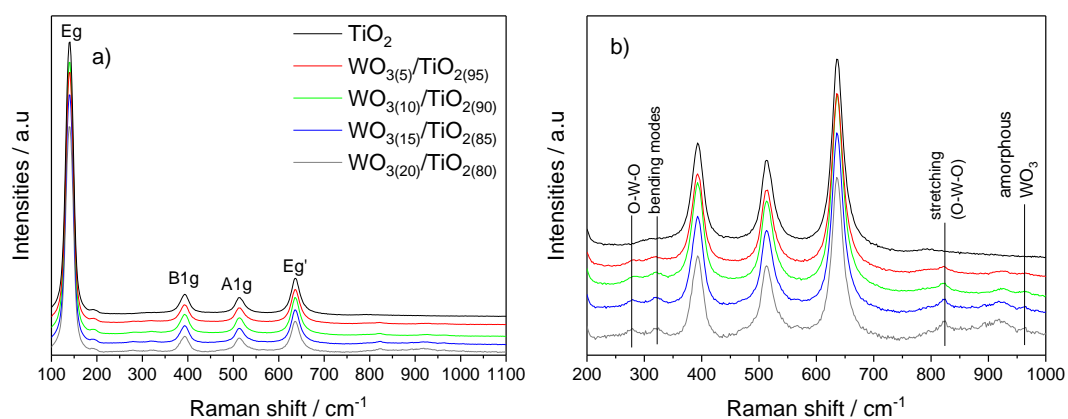 Eg
a)
TiO2
WO3(5)/TiO2(95)
WO3(10)/TiO2(90)
WO3(15)/TiO2(85)
WO3(20)/TiO2(80)
B1g
A1g
Eg'
Intensities / a.u
100 200 300 400 500 600 700 800 900 1000 1100
Raman shift / cm-1
b)
O-W-O
bending modes
stretching
(O-W-O)
amorphous
WO3
Intensities / a.u
200 300 400 500 600 700 800 900 1000
Raman shift / cm-1